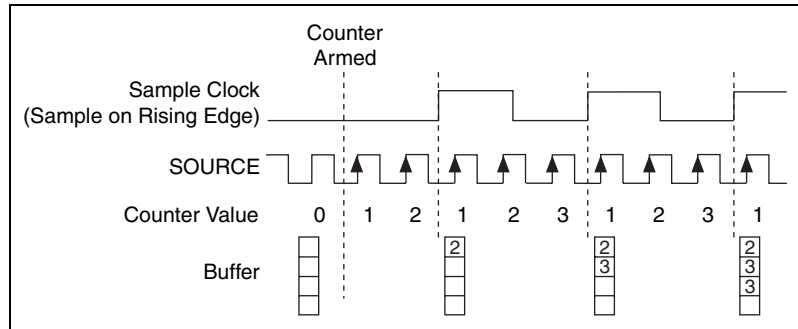 Counter
Armed
Sample Clock
(Sample on Rising Edge)
SOURCE
Counter Value 0 1 2 1 2 3 1 2 3 1
Buffer
2 2 2
3 3
3